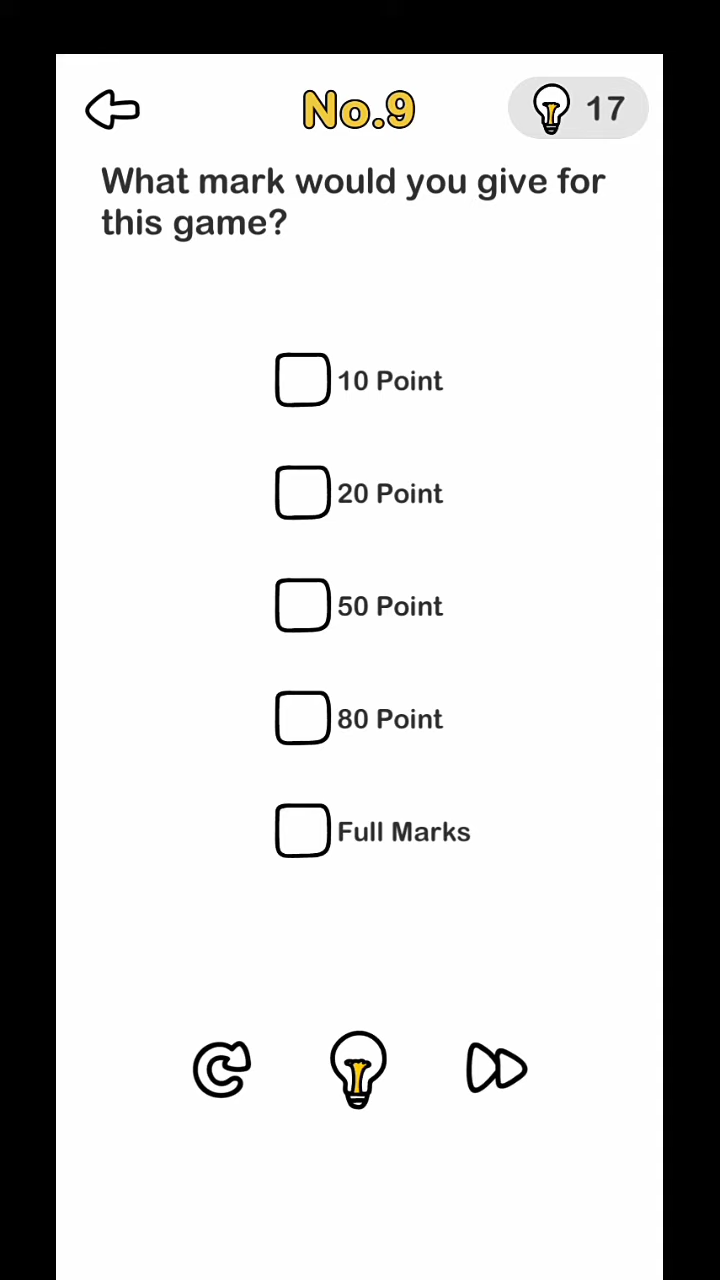 No.9
17
What mark would you give for
this game?
10 Point
20 Point
50 Point
80 Point
Full Marks